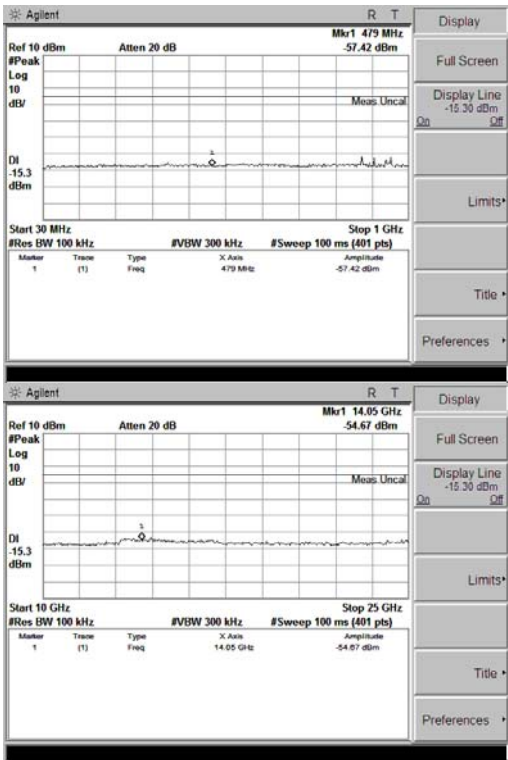 Agilent R T
Mkr1 479 MHz
Ref 10 dBm Atten 20 dB -57.42 dBm
#Peak
Log
10
dB/
Meas Uncal
1
DI
-15.3
dBm
Start 30 MHz Stop 1 GHz
#Res BW 100 kHz #VBW 300 kHz #Sweep 100 ms (401 pts)
Marker Trace Type X Axis Amplitude
1 (1) Freq 479 MHz -57.42 dBm
Display
Full Screen
Display Line
-15.30 dBm
On Off
Limits
Title
Preferences
Agilent R T
Mkr1 14.05 GHz
Ref 10 dBm Atten 20 dB -54.67 dBm
#Peak
Log
10
dB/
Meas Uncal
1
DI
-15.3
dBm
Start 10 GHz Stop 25 GHz
#Res BW 100 kHz #VBW 300 kHz #Sweep 100 ms (401 pts)
Marker Trace Type X Axis Amplitude
1 (1) Freq 14.05 GHz -54.67 dBm
Display
Full Screen
Display Line
-15.30 dBm
On Off
Limits
Title
Preferences